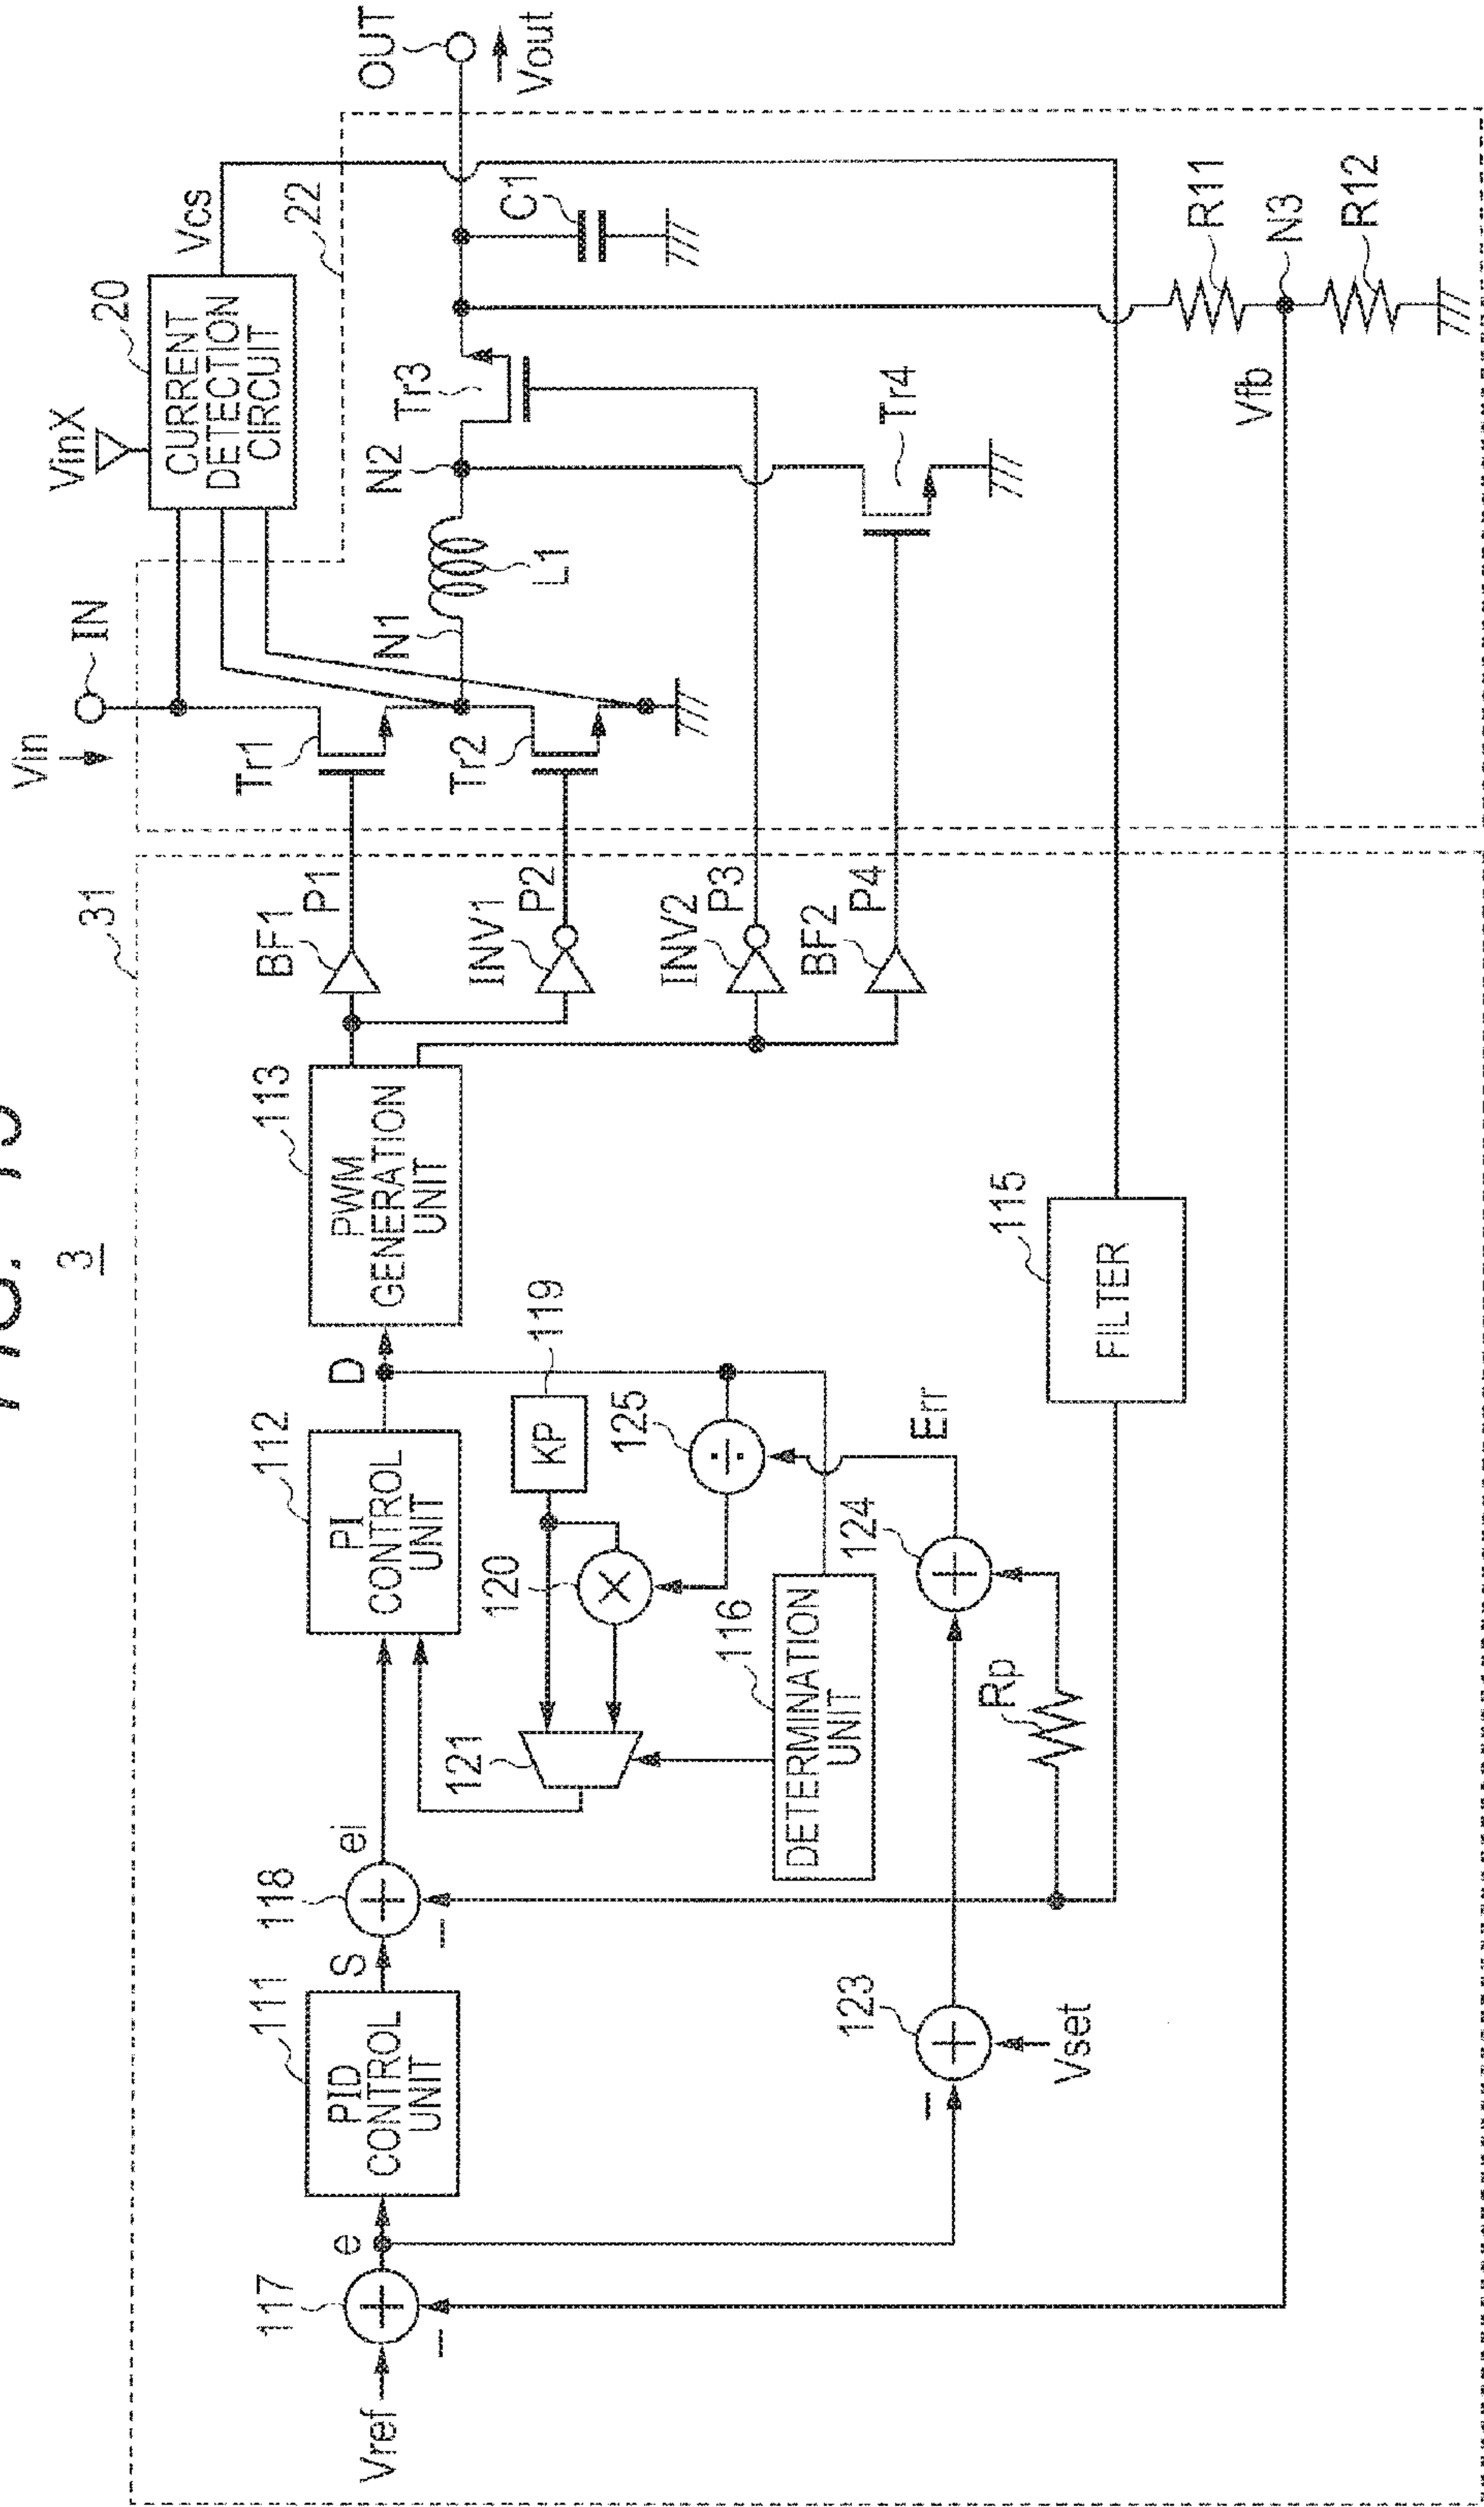 3
31
Vin
IN
VinX
20
CURRENT
DETECTION
CIRCUIT
Vcs
22
OUT
Vout
Vref
117
e
111
PID
CONTROL
UNIT
S
118
ei
112
PI
CONTROL
UNIT
D
113
PWM
GENERATION
UNIT
BF1
P1
INV1
P2
INV2
P3
BF2
P4
Tr1
Tr2
N1
L1
N2
Tr3
Tr4
C1
121
120
KP
119
125
116
DETERMINATION
UNIT
124
Err
123
Vset
Rp
115
FILTER
Vfb
R11
N3
R12